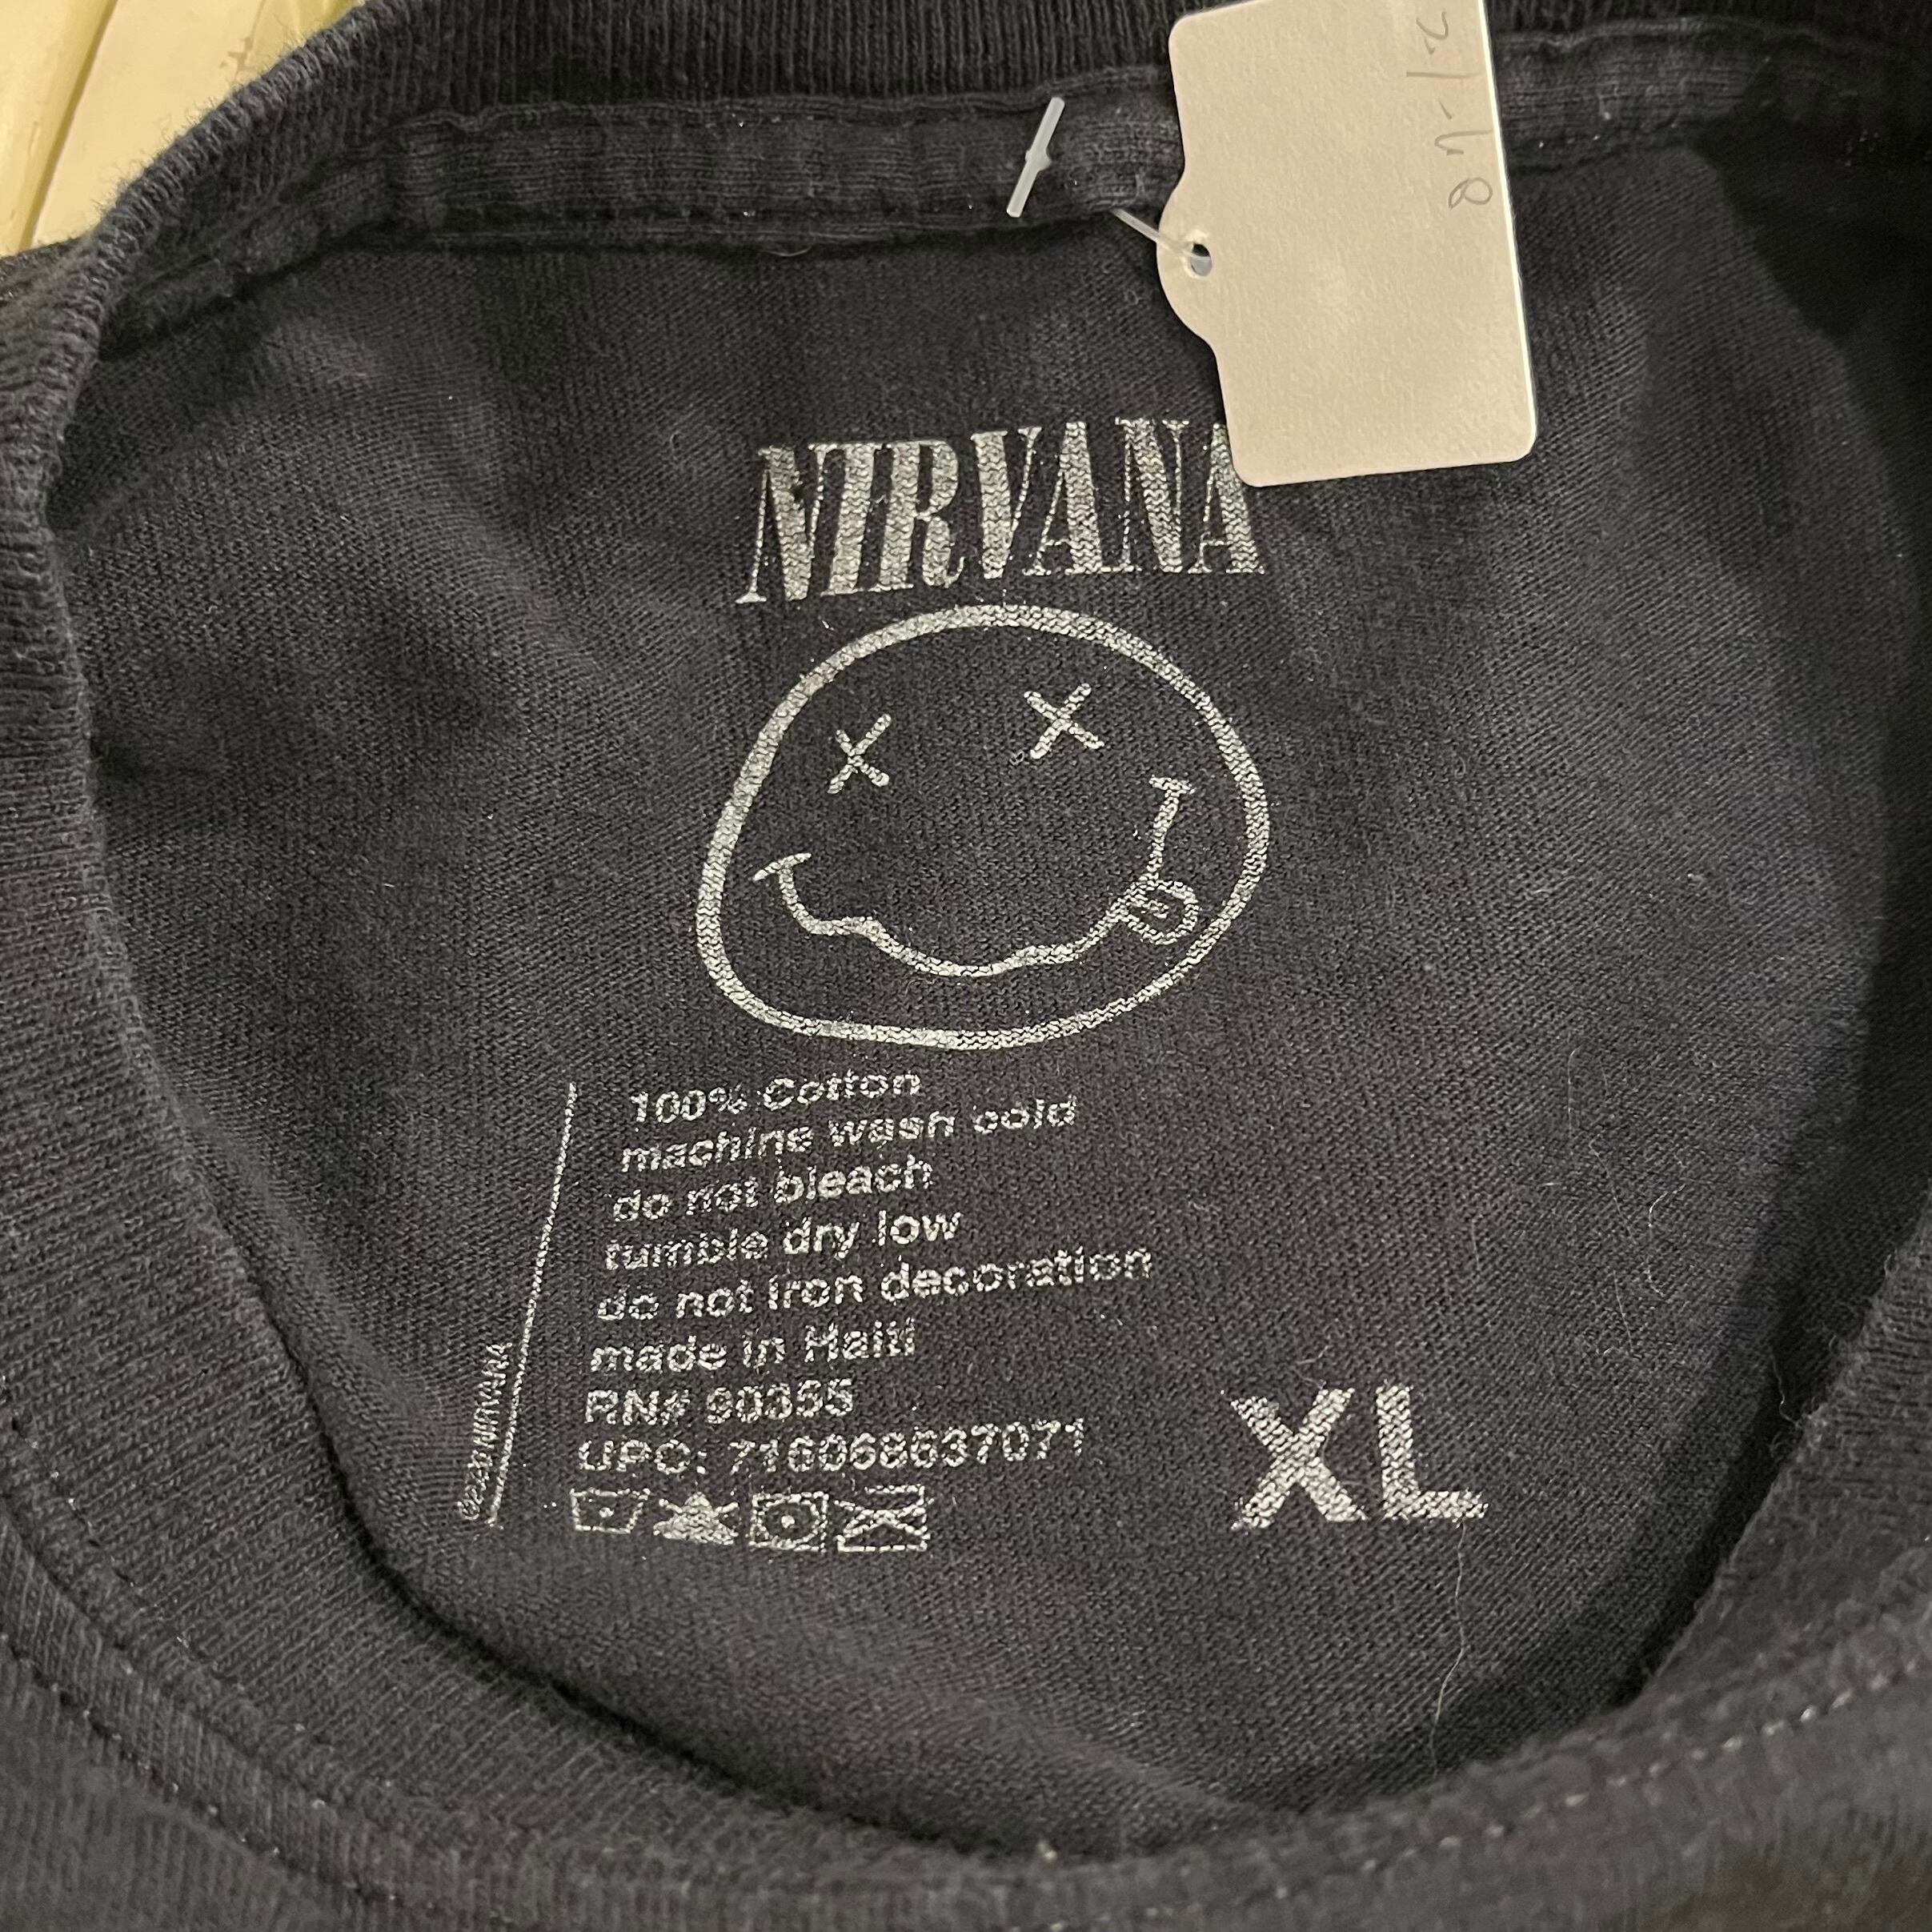 NIRVANA
100% Cotton
machine wash cold
do not bleach
tumble dry low
do not iron decoration
made in Haiti
RN# 90355
UPC: 716068637071
XL
NIRVANA